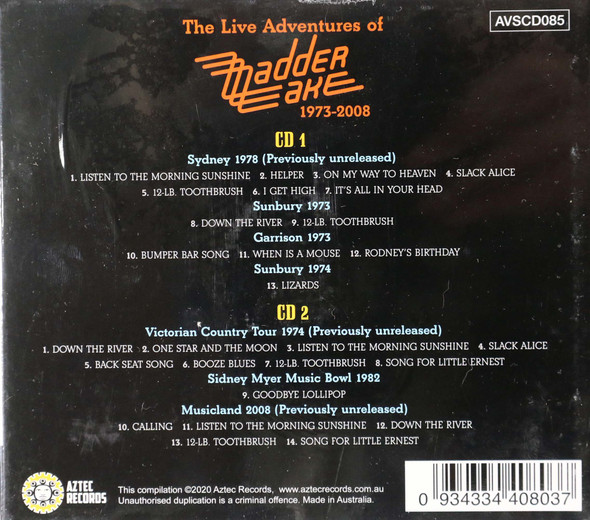 The Live Adventures of
AVSCD085
Madder Lake
1973-2008
CD 1
Sydney 1978 (Previously unreleased)
1. LISTEN TO THE MORNING SUNSHINE 2. HELPER 3. ON MY WAY TO HEAVEN 4. SLACK ALICE
5. 12-LB. TOOTHBRUSH 6. I GET HIGH 7. IT'S ALL IN YOUR HEAD
Sunbury 1973
8. DOWN THE RIVER 9. 12-LB. TOOTHBRUSH
Garrison 1973
10. BUMPER BAR SONG 11. WHEN IS A MOUSE 12. RODNEY'S BIRTHDAY
Sunbury 1974
13. LIZARDS
CD 2
Victorian Country Tour 1974 (Previously unreleased)
1. DOWN THE RIVER 2. ONE STAR AND THE MOON 3. LISTEN TO THE MORNING SUNSHINE 4. SLACK ALICE
5. BACK SEAT SONG 6. BOOZE BLUES 7. 12-LB. TOOTHBRUSH 8. SONG FOR LITTLE ERNEST
Sidney Myer Music Bowl 1982
9. GOODBYE LOLLIPOP
Musicland 2008 (Previously unreleased)
10. CALLING 11. LISTEN TO THE MORNING SUNSHINE 12. DOWN THE RIVER
13. 12-LB. TOOTHBRUSH 14. SONG FOR LITTLE ERNEST
AZTEC
RECORDS
This compilation ©2020 Aztec Records, www.aztecrecords.com.au
Unauthorised duplication is a criminal offence. Made in Australia.
0 934334 408037